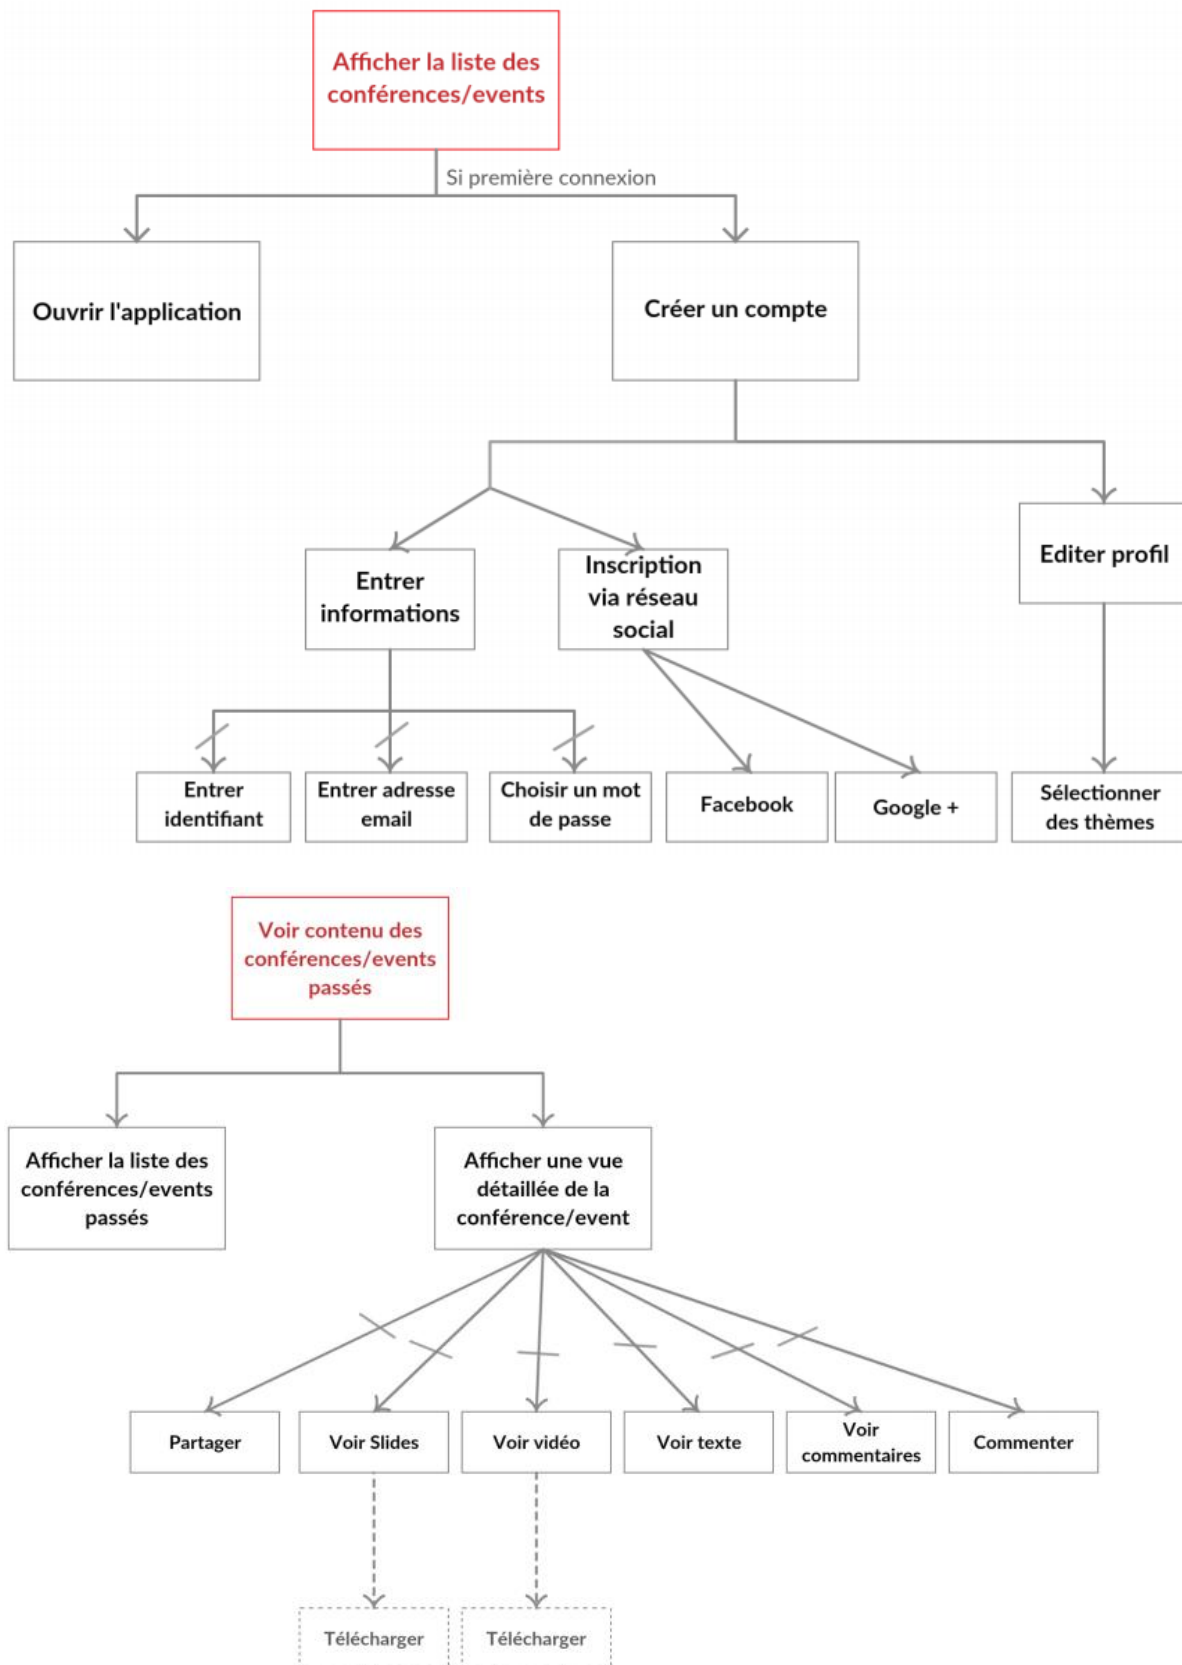 Afficher la liste des
conférences/events
Si première connexion
Ouvrir l'application
Créer un compte
Entrer
informations
Inscription
via réseau
social
Editer profil
Entrer
identifiant
Entrer adresse
email
Choisir un mot
de passe
Facebook
Google +
Sélectionner
des thèmes
Voir contenu des
conférences/events
passés
Afficher la liste des
conférences/events
passés
Afficher une vue
détaillée de la
conférence/event
Partager
Voir Slides
Voir vidéo
Voir texte
Voir
commentaires
Commenter
Télécharger
Télécharger